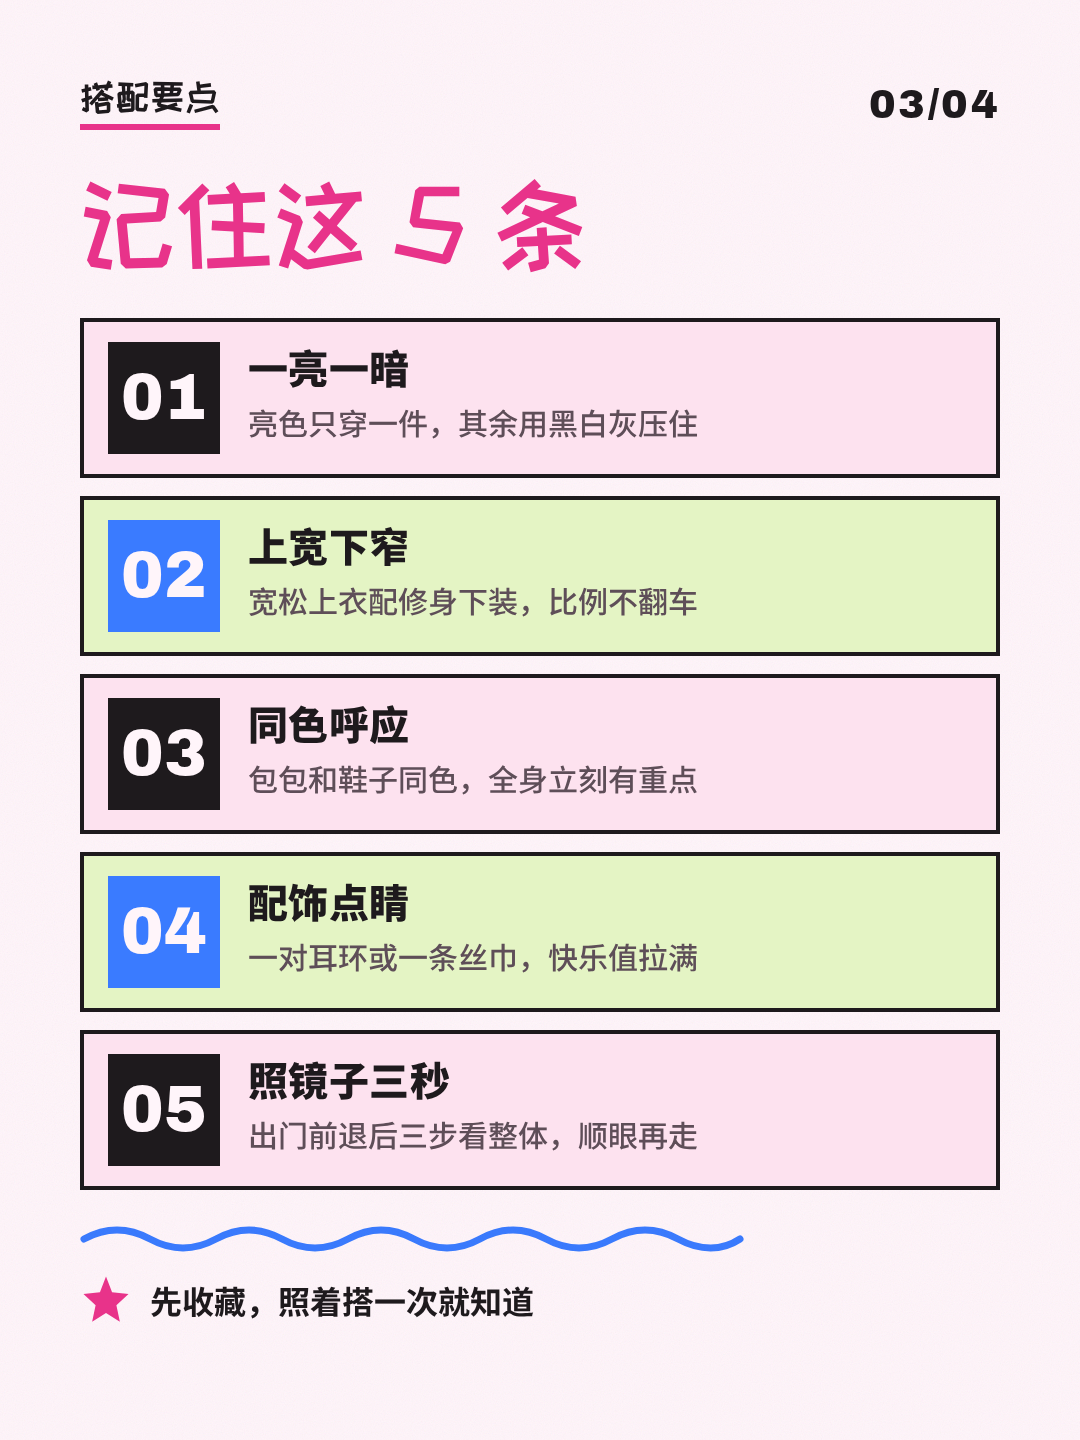 搭配要点
03/04
记住这 5 条
01
一亮一暗
亮色只穿一件，其余用黑白灰压住
02
上宽下窄
宽松上衣配修身下装，比例不翻车
03
同色呼应
包包和鞋子同色，全身立刻有重点
04
配饰点睛
一对耳环或一条丝巾，快乐值拉满
05
照镜子三秒
出门前退后三步看整体，顺眼再走
先收藏，照着搭一次就知道